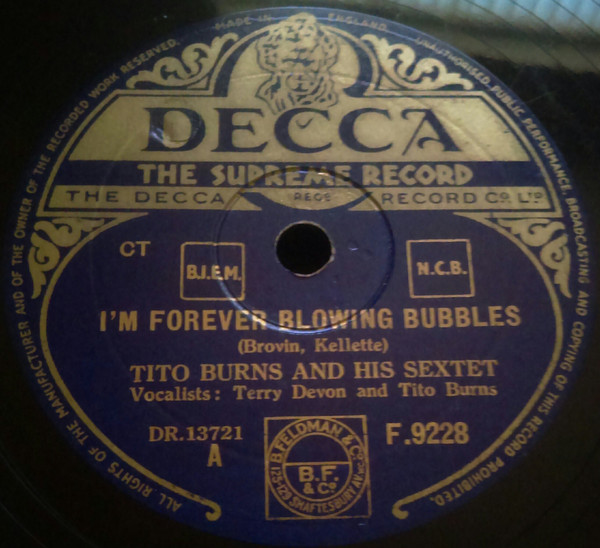 MADE IN ENGLAND.
ALL RIGHTS OF THE MANUFACTURER AND OF THE OWNER OF THE RECORDED WORK RESERVED.
UNAUTHORISED PUBLIC PERFORMANCE, BROADCASTING AND COPYING OF THIS RECORD PROHIBITED.
DECCA
THE SUPREME RECORD
THE DECCA REGD RECORD CO. LTD
CT
B.I.E.M.
N.C.B.
I'M FOREVER BLOWING BUBBLES
(Brovin, Kellette)
TITO BURNS AND HIS SEXTET
Vocalists: Terry Devon and Tito Burns
DR.13721
A
B. FELDMAN & Co
B.F.
& Co.
125-129 SHAFTESBURY AV.
F.9228